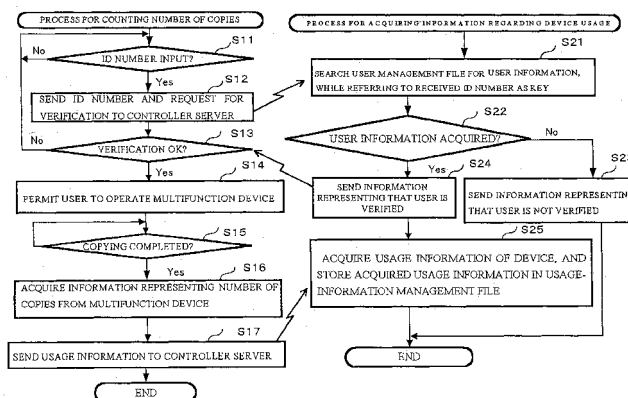 PROCESS FOR COUNTING NUMBER OF COPIES
S11
ID NUMBER INPUT?
No
Yes
S12
SEND ID NUMBER AND REQUEST FOR
VERIFICATION TO CONTROLLER SERVER
S13
No
VERIFICATION OK?
Yes
S14
PERMIT USER TO OPERATE MULTIFUNCTION DEVICE
S15
COPYING COMPLETED?
Yes
S16
ACQUIRE INFORMATION REPRESENTING NUMBER OF
COPIES FROM MULTIFUNCTION DEVICE
S17
SEND USAGE INFORMATION TO CONTROLLER SERVER
END
PROCESS FOR ACQUIRING INFORMATION REGARDING DEVICE USAGE
S21
SEARCH USER MANAGEMENT FILE FOR USER INFORMATION,
WHILE REFERRING TO RECEIVED ID NUMBER AS KEY
S22
USER INFORMATION ACQUIRED?
No
Yes
S24
SEND INFORMATION
REPRESENTING THAT USER IS
VERIFIED
SEND INFORMATION REPRESENTING
THAT USER IS NOT VERIFIED
S25
ACQUIRE USAGE INFORMATION OF DEVICE, AND
STORE ACQUIRED USAGE INFORMATION IN USAGE-
INFORMATION MANAGEMENT FILE
END